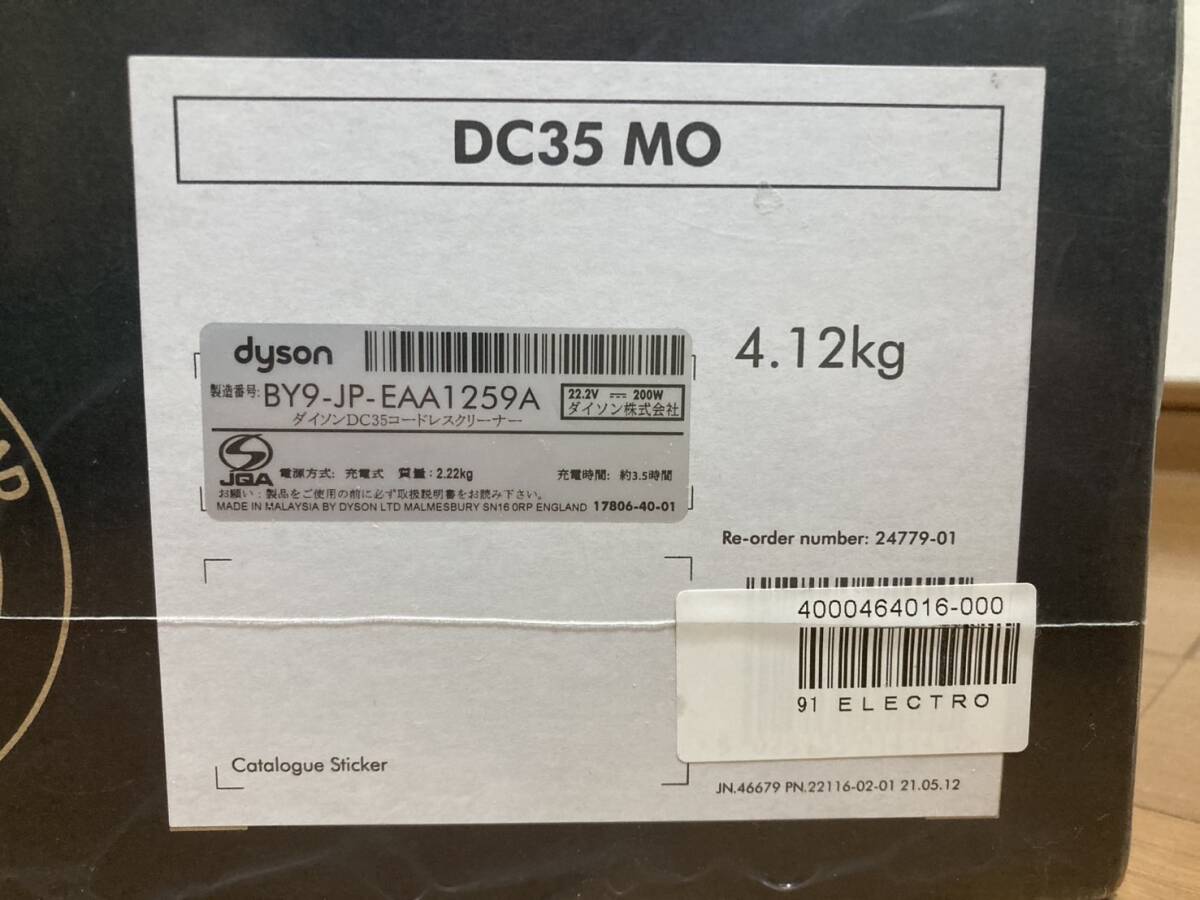 DC35 MO
dyson
製造番号: BY9-JP-EAA1259A
22.2V ⎓ 200W
ダイソン株式会社
ダイソンDC35コードレスクリーナー
JQA
電源方式: 充電式 質量: 2.22kg 充電時間: 約3.5時間
お願い: 製品をご使用の前に必ず取扱説明書をお読み下さい。
MADE IN MALAYSIA BY DYSON LTD MALMESBURY SN16 0RP ENGLAND 17806-40-01
4.12kg
Re-order number: 24779-01
4000464016-000
91 ELECTRO
Catalogue Sticker
JN.46679 PN.22116-02-01 21.05.12